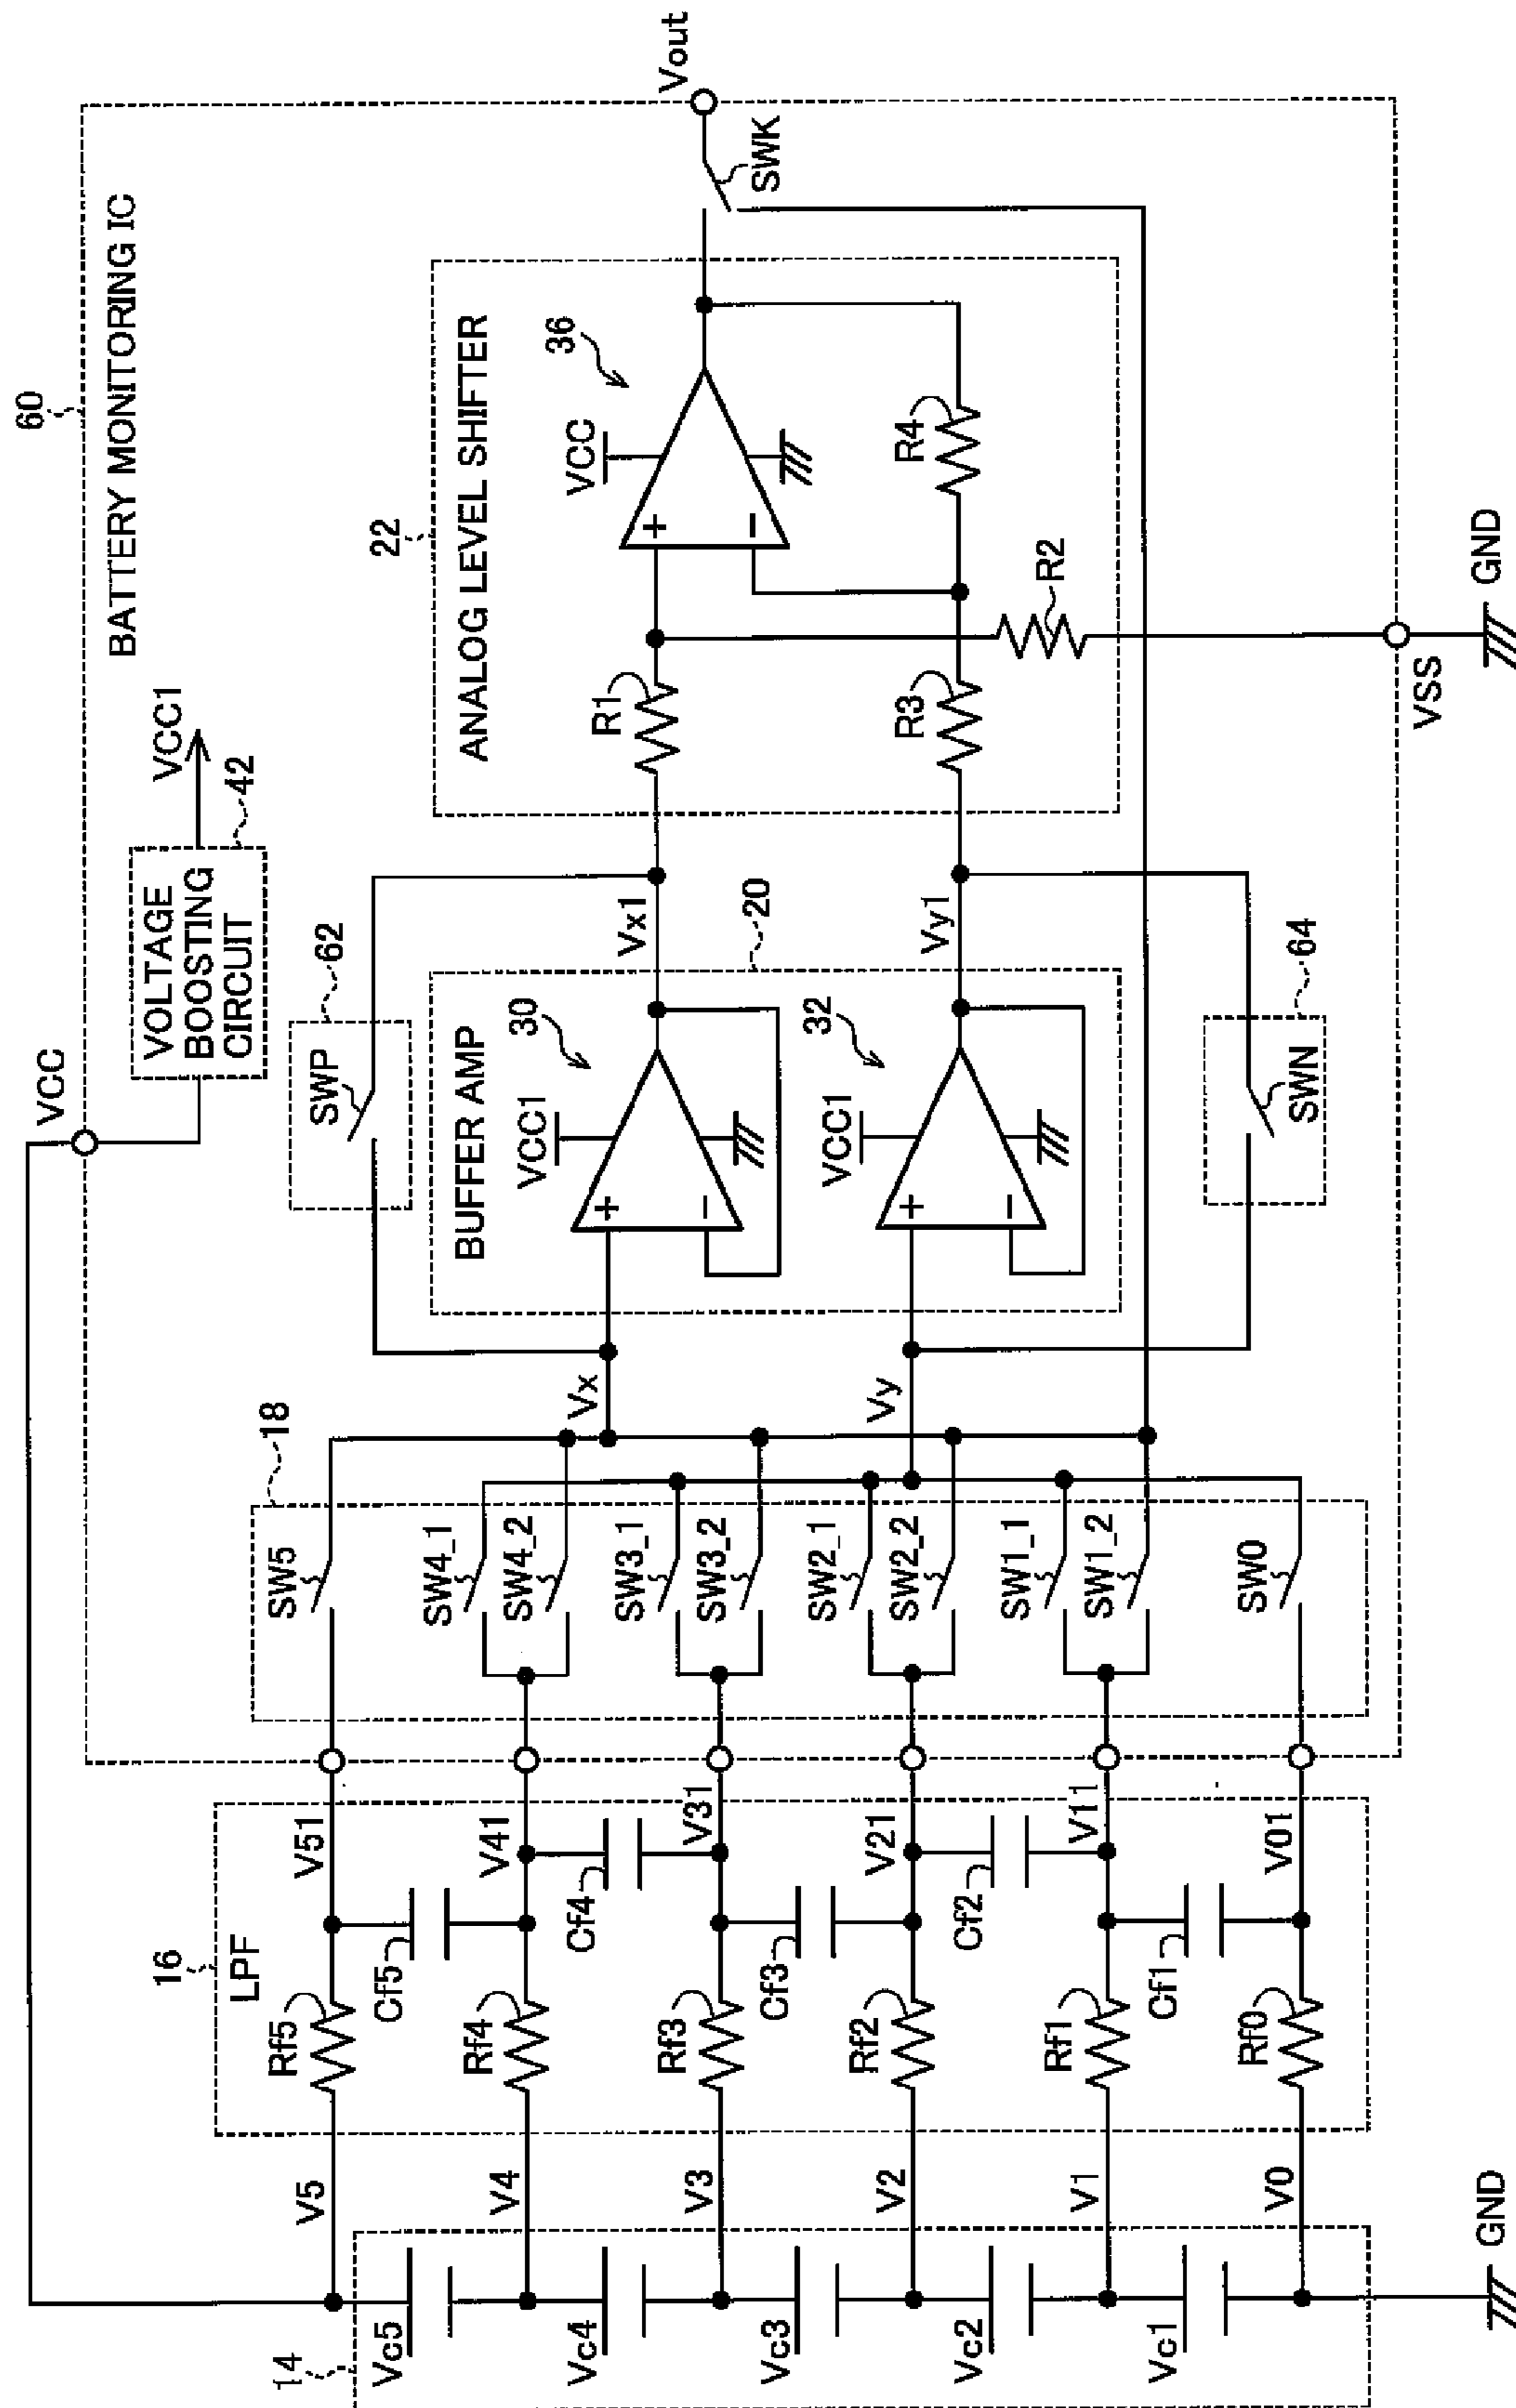 60
BATTERY MONITORING IC
VCC
VOLTAGE
BOOSTING
CIRCUIT
42
VCC1
62
SWP
18
SW5
SW4_1
SW4_2
SW3_1
SW3_2
SW2_1
SW2_2
SW1_1
SW1_2
SW0
Vx
Vy
BUFFER AMP
20
30
VCC1
+
−
32
VCC1
+
−
Vx1
Vy1
64
SWN
22
ANALOG LEVEL SHIFTER
R1
R3
R2
R4
36
VCC
+
−
SWK
Vout
VSS
GND
16
LPF
Rf5
Rf4
Rf3
Rf2
Rf1
Rf0
Cf5
Cf4
Cf3
Cf2
Cf1
V51
V41
V31
V21
V11
V01
V5
V4
V3
V2
V1
V0
14
Vc5
Vc4
Vc3
Vc2
Vc1
GND